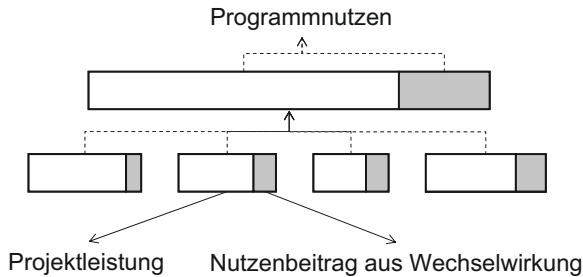 Programmnutzen
Projektleistung
Nutzenbeitrag aus Wechselwirkung